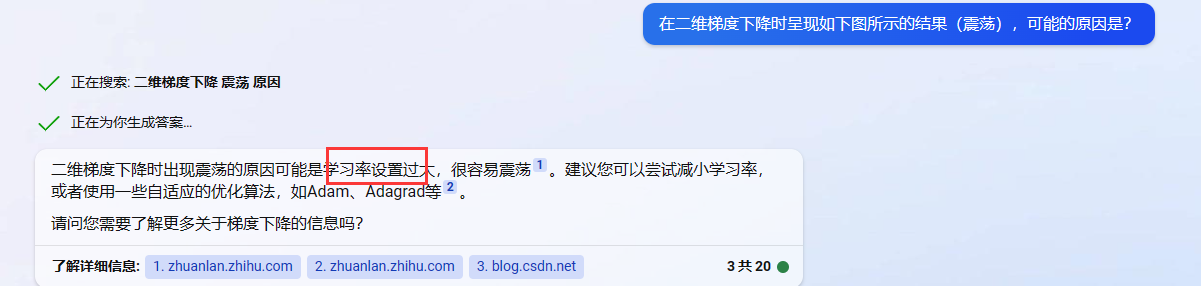 在二维梯度下降时呈现如下图所示的结果（震荡），可能的原因是？
正在搜索: 二维梯度下降 震荡 原因
正在为你生成答案...
二维梯度下降时出现震荡的原因可能是学习率设置过大，很容易震荡1。建议您可以尝试减小学习率，
或者使用一些自适应的优化算法，如Adam、Adagrad等2。
请问您需要了解更多关于梯度下降的信息吗？
了解详细信息: 1. zhuanlan.zhihu.com 2. zhuanlan.zhihu.com 3. blog.csdn.net 3 共 20